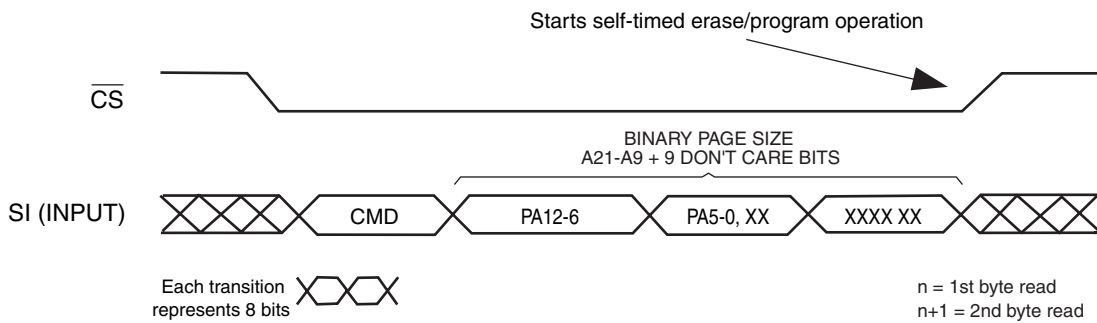 Starts self-timed erase/program operation
CS
BINARY PAGE SIZE
A21-A9 + 9 DON'T CARE BITS
SI (INPUT)
CMD
PA12-6
PA5-0, XX
XXXX XX
Each transition
represents 8 bits
n = 1st byte read
n+1 = 2nd byte read